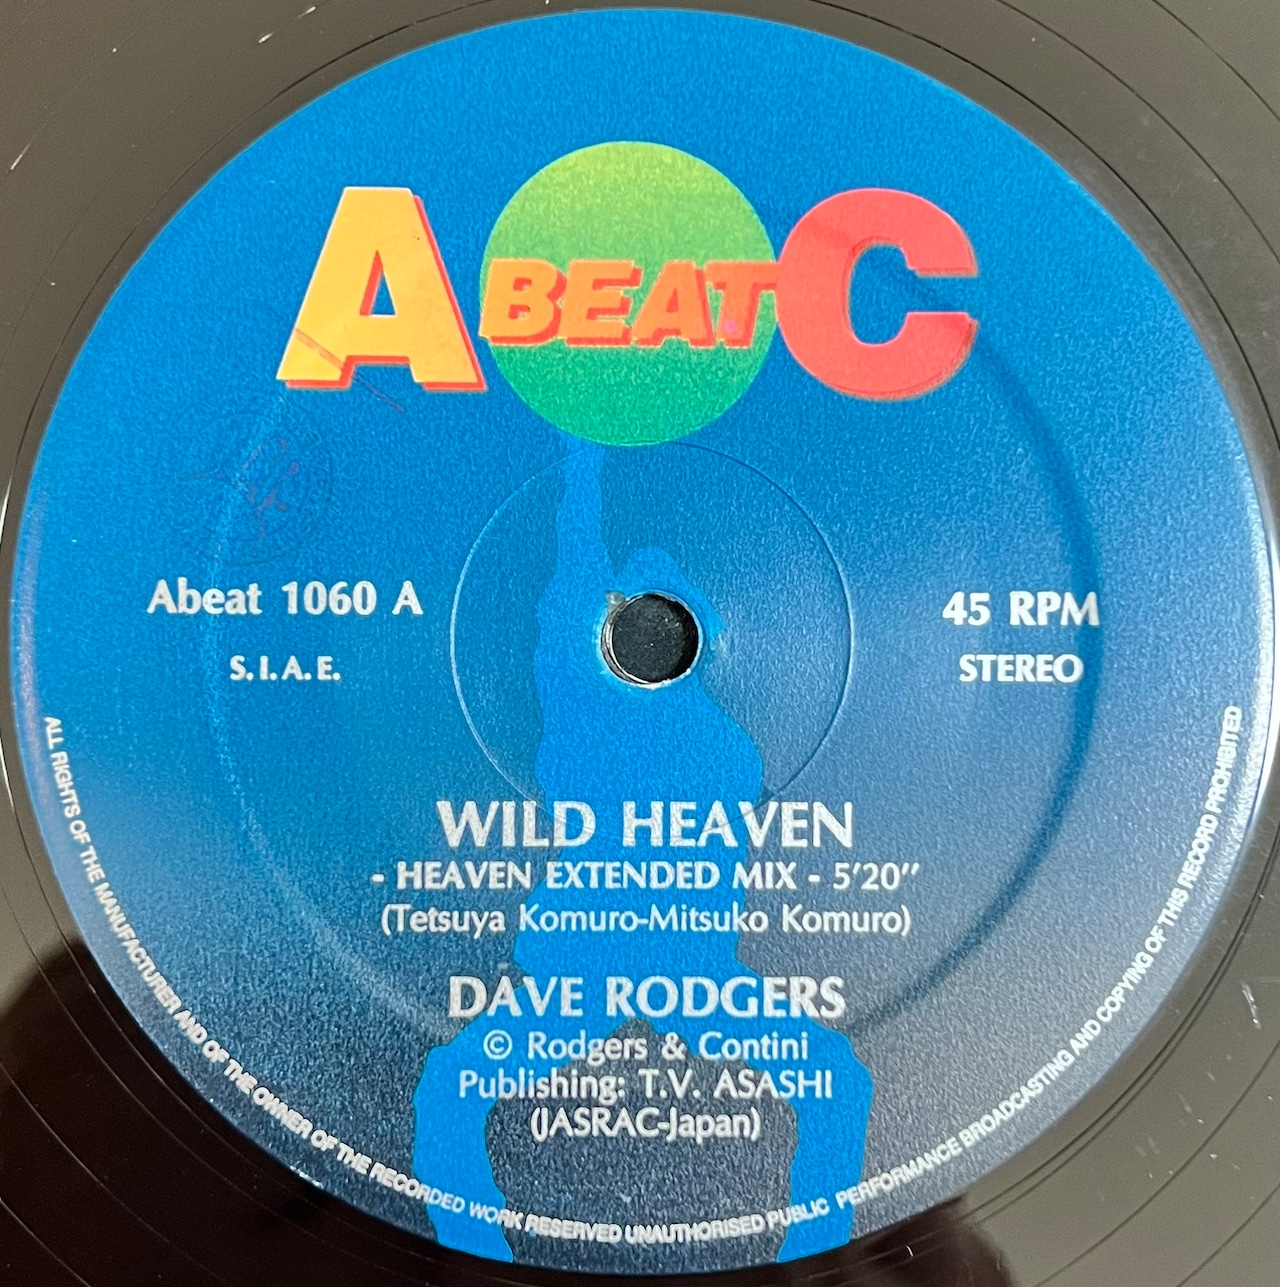 A BEAT C
Abeat 1060 A
S.I.A.E.
45 RPM
STEREO
WILD HEAVEN
- HEAVEN EXTENDED MIX - 5'20"
(Tetsuya Komuro-Mitsuko Komuro)
DAVE RODGERS
© Rodgers & Contini
Publishing: T.V. ASASHI
(JASRAC-Japan)
ALL RIGHTS OF THE MANUFACTURER AND OF THE OWNER OF THE RECORDED WORK RESERVED UNAUTHORISED PUBLIC PERFORMANCE BROADCASTING AND COPYING OF THIS RECORD PROHIBITED